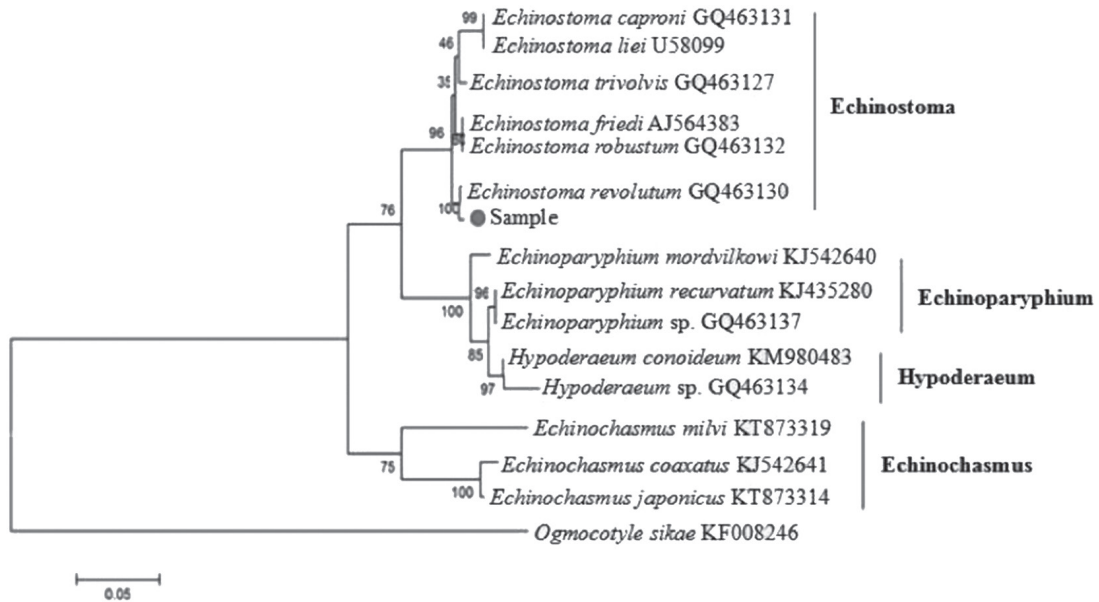 99 Echinostoma caproni GQ463131
46 Echinostoma liei U58099
35 Echinostoma trivolvis GQ463127
Echinostoma
Echinostoma friedi AJ564383
96 Echinostoma robustum GQ463132
Echinostoma revolutum GQ463130
100 Sample
76
Echinoparyphium mordvilkowi KJ542640
96 Echinoparyphium recurvatum KJ435280
Echinoparyphium
100 Echinoparyphium sp. GQ463137
85 Hypoderaeum conoideum KM980483
Hypoderaeum
97 Hypoderaeum sp. GQ463134
Echinochasmus milvi KT873319
75 Echinochasmus coaxatus KJ542641
Echinochasmus
100 Echinochasmus japonicus KT873314
Ogmocotyle sikae KF008246
0.05